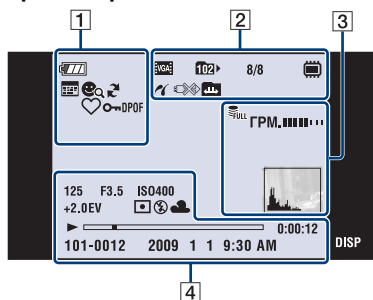 1
2
3
VGA 102 8/8
DPOF
FULL ГРМ.
125 F3.5 ISO400
+2.0EV
0:00:12
101-0012 2009 1 1 9:30 AM
DISP
4